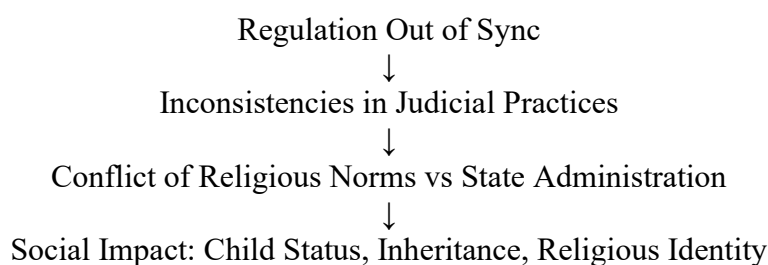 Regulation Out of Sync
↓
Inconsistencies in Judicial Practices
↓
Conflict of Religious Norms vs State Administration
↓
Social Impact: Child Status, Inheritance, Religious Identity